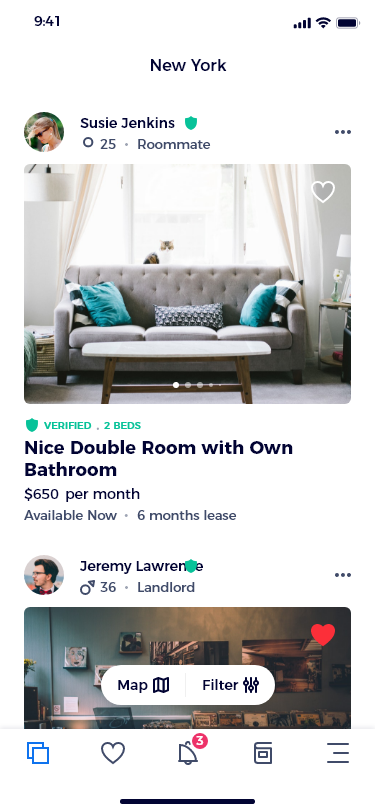 9:41
New York
Susie Jenkins
25 • Roommate
VERIFIED . 2 BEDS
Nice Double Room with Own
Bathroom
$650 per month
Available Now • 6 months lease
Jeremy Lawrence
36 • Landlord
Map
Filter
3